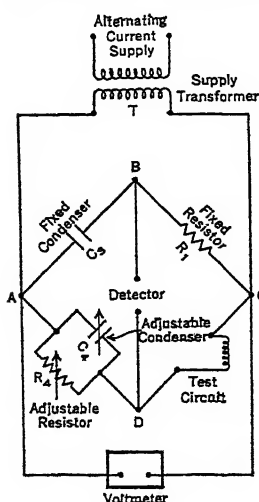 Alternating
Current
Supply
Supply
Transformer
T
B
Fixed
Condenser
Cs
Fixed
Resistor
R1
A
Detector
Adjustable
Condenser
R4
Adjustable
Resistor
Test
Circuit
D
Voltmeter